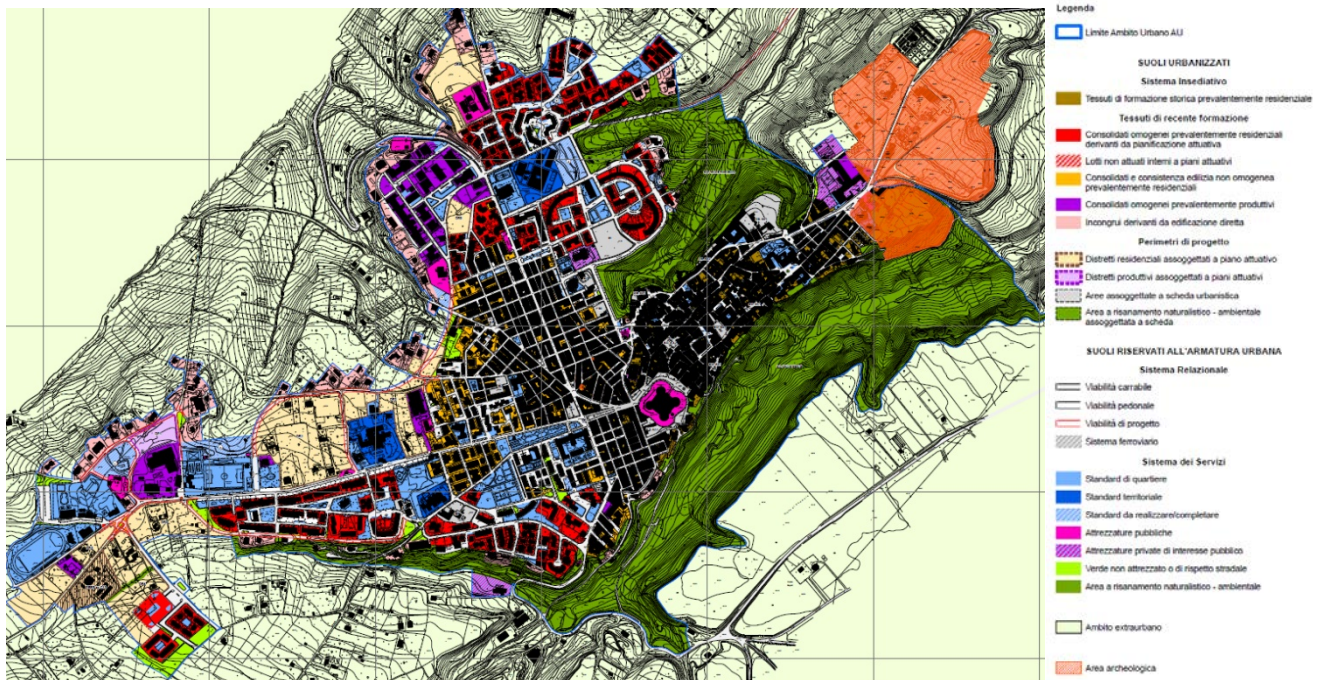 Legenda
Limite Ambito Urbano AU
SUOLI URBANIZZATI
Sistema Insediativo
Tessuti di formazione storica prevalentemente residenziale
Tessuti di recente formazione
Consolidati omogenei prevalentemente residenziali
derivanti da pianificazione attuativa
Lotti non attuati interni a piani attuativi
Consolidati e consistenza edilizia non omogenea
prevalentemente residenziali
Consolidati omogenei prevalentemente produttivi
Incongrui derivanti da edificazione diretta
Perimetri di progetto
Distretti residenziali assoggettati a piano attuativo
Distretti produttivi assoggettati a piani attuativi
Aree assoggettate a scheda urbanistica
Area a risanamento naturalistico - ambientale
assoggettata a scheda
SUOLI RISERVATI ALL'ARMATURA URBANA
Sistema Relazionale
Viabilità carrabile
Viabilità pedonale
Viabilità di progetto
Sistema ferroviario
Sistema dei Servizi
Standard di quartiere
Standard territoriale
Standard da realizzare/completare
Attrezzature pubbliche
Attrezzature private di interesse pubblico
Verde non attrezzato o di rispetto stradale
Area a risanamento naturalistico - ambientale
Ambito extraurbano
Area archeologica